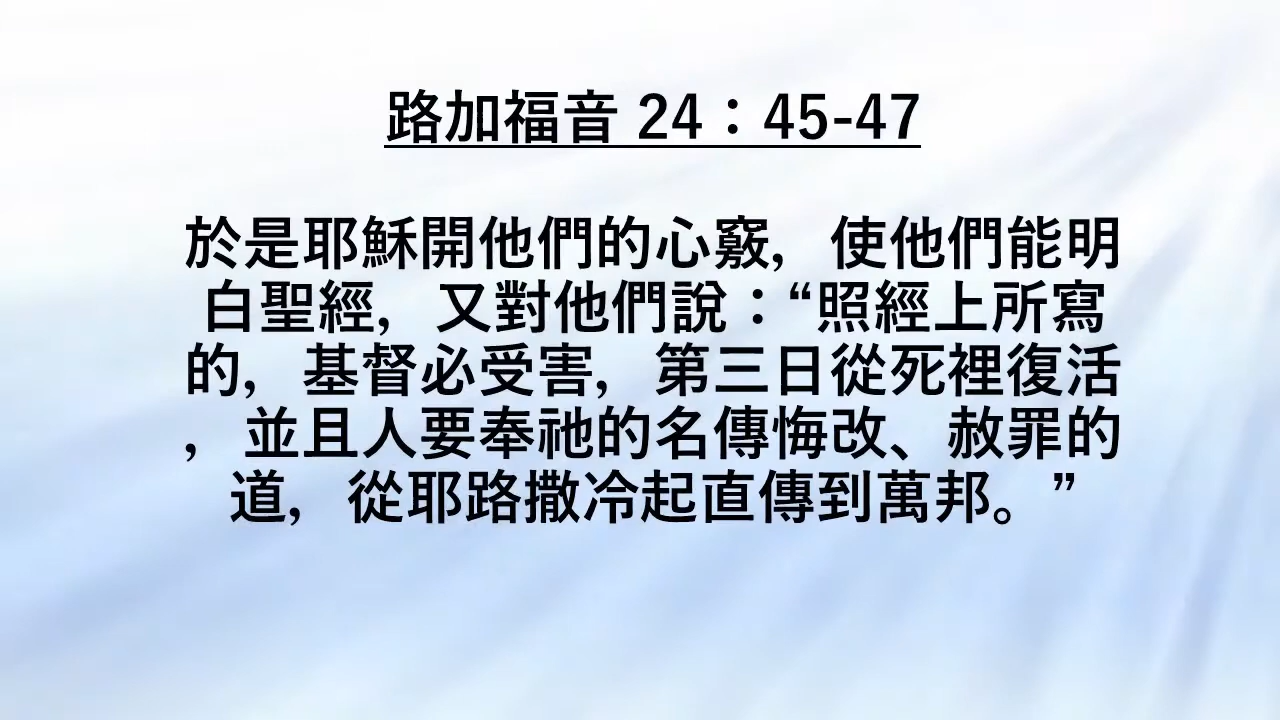 路加福音 24：45-47
於是耶穌開他們的心竅，使他們能明
白聖經，又對他們說：“照經上所寫
的，基督必受害，第三日從死裡復活
，並且人要奉祂的名傳悔改、赦罪的
道，從耶路撒冷起直傳到萬邦。”